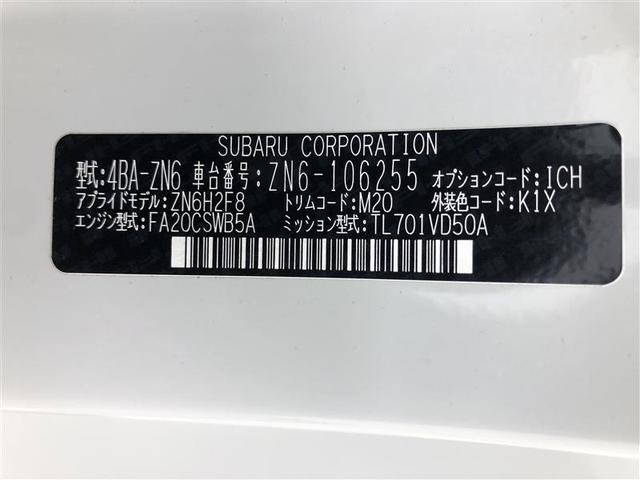 SUBARU CORPORATION
型式:4BA-ZN6 車台番号:ZN6-106255 オプションコード:ICH
アプライドモデル:ZN6H2F8 トリムコード:M20 外装色コード:K1X
エンジン型式:FA20CSWB5A ミッション型式:TL701VD50A